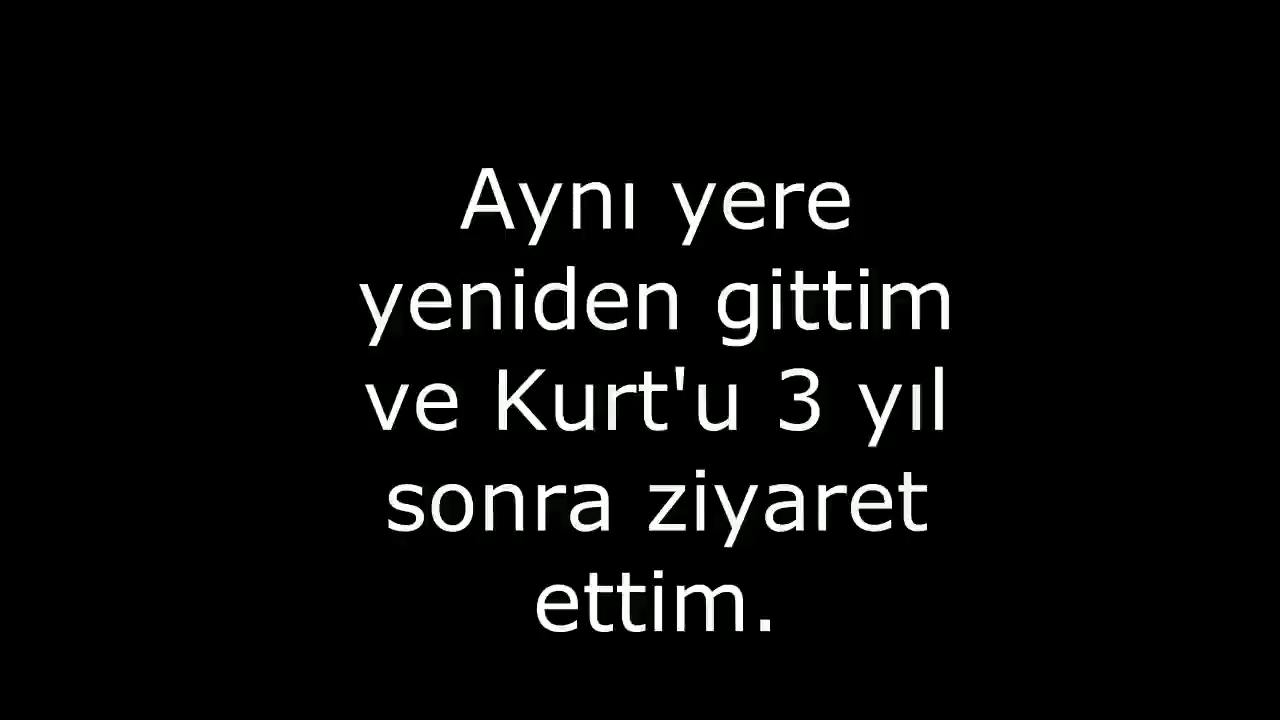 Aynı yere
yeniden gittim
ve Kurt'u 3 yıl
sonra ziyaret
ettim.